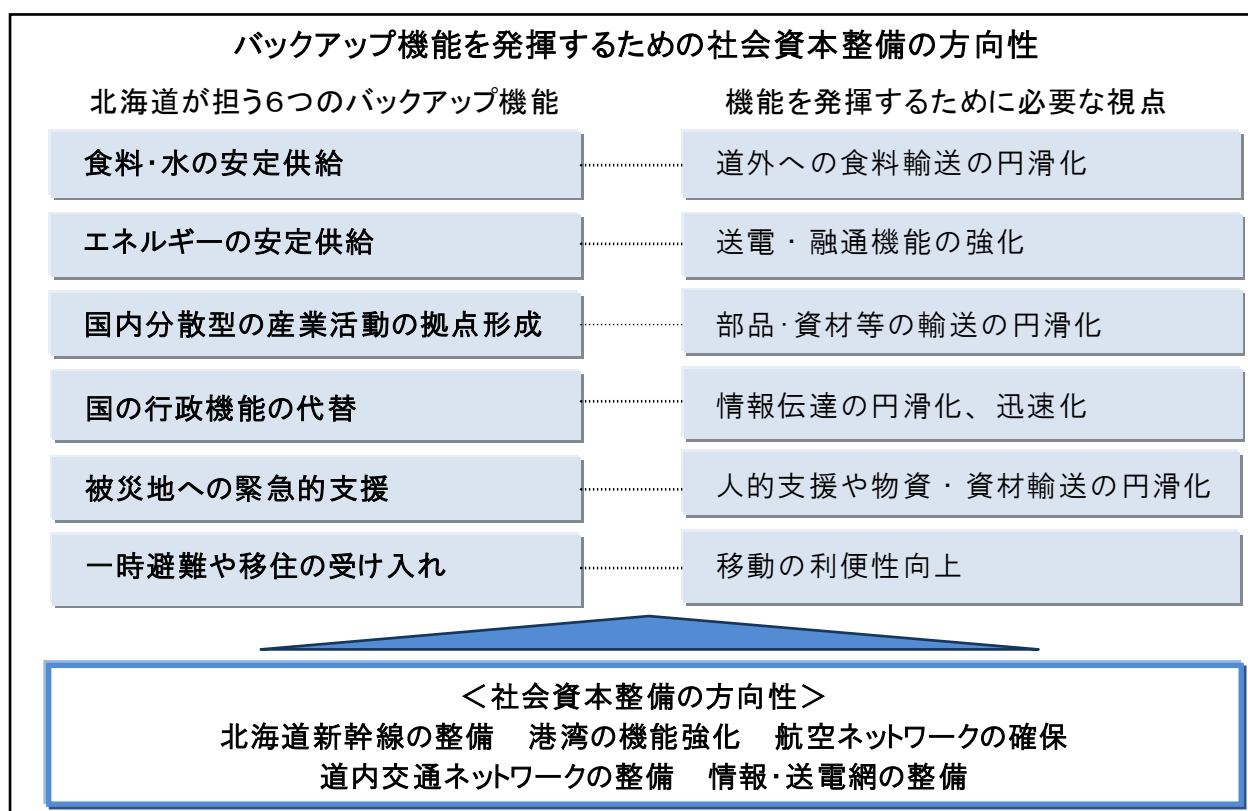 バックアップ機能を発揮するための社会資本整備の方向性
北海道が担う6つのバックアップ機能
機能を発揮するために必要な視点
食料・水の安定供給
道外への食料輸送の円滑化
エネルギーの安定供給
送電・融通機能の強化
国内分散型の産業活動の拠点形成
部品・資材等の輸送の円滑化
国の行政機能の代替
情報伝達の円滑化、迅速化
被災地への緊急的支援
人的支援や物資・資材輸送の円滑化
一時避難や移住の受け入れ
移動の利便性向上
＜社会資本整備の方向性＞
北海道新幹線の整備　港湾の機能強化　航空ネットワークの確保
道内交通ネットワークの整備　情報・送電網の整備